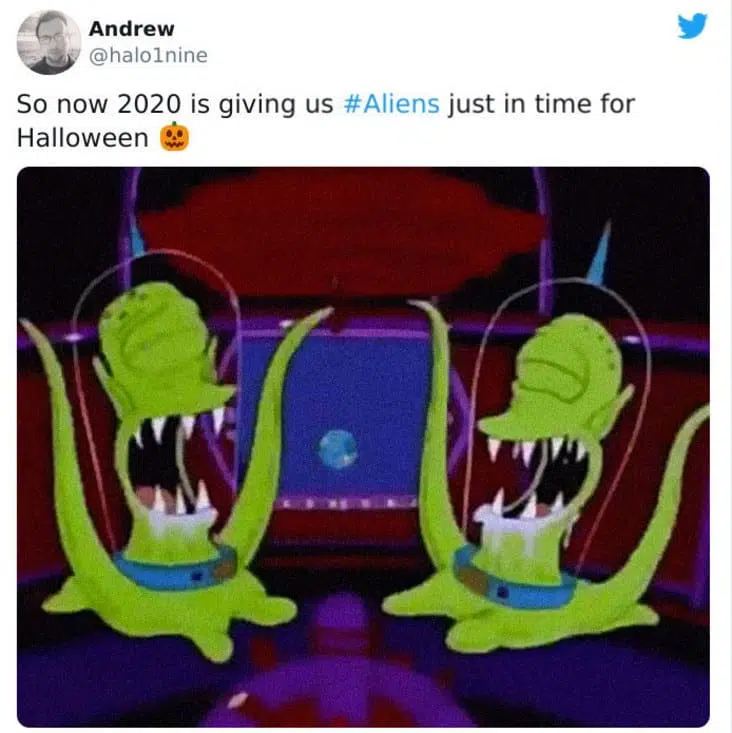 Andrew
@halo1nine
So now 2020 is giving us #Aliens just in time for
Halloween 🎃